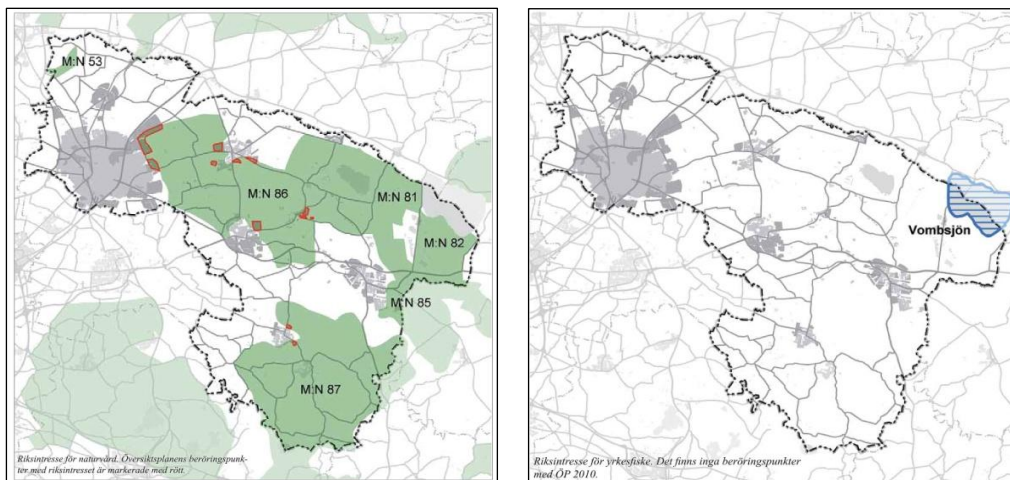 M:N 53
M:N 86
M:N 81
M:N 82
M:N 85
M:N 87
Riksintresse för naturvård. Översiktsplanens beröringspunk-
ter med riksintresset är markerade med rött.
Vombsjön
Riksintresse för yrkesfiske. Det finns inga beröringspunkter
med ÖP 2010.